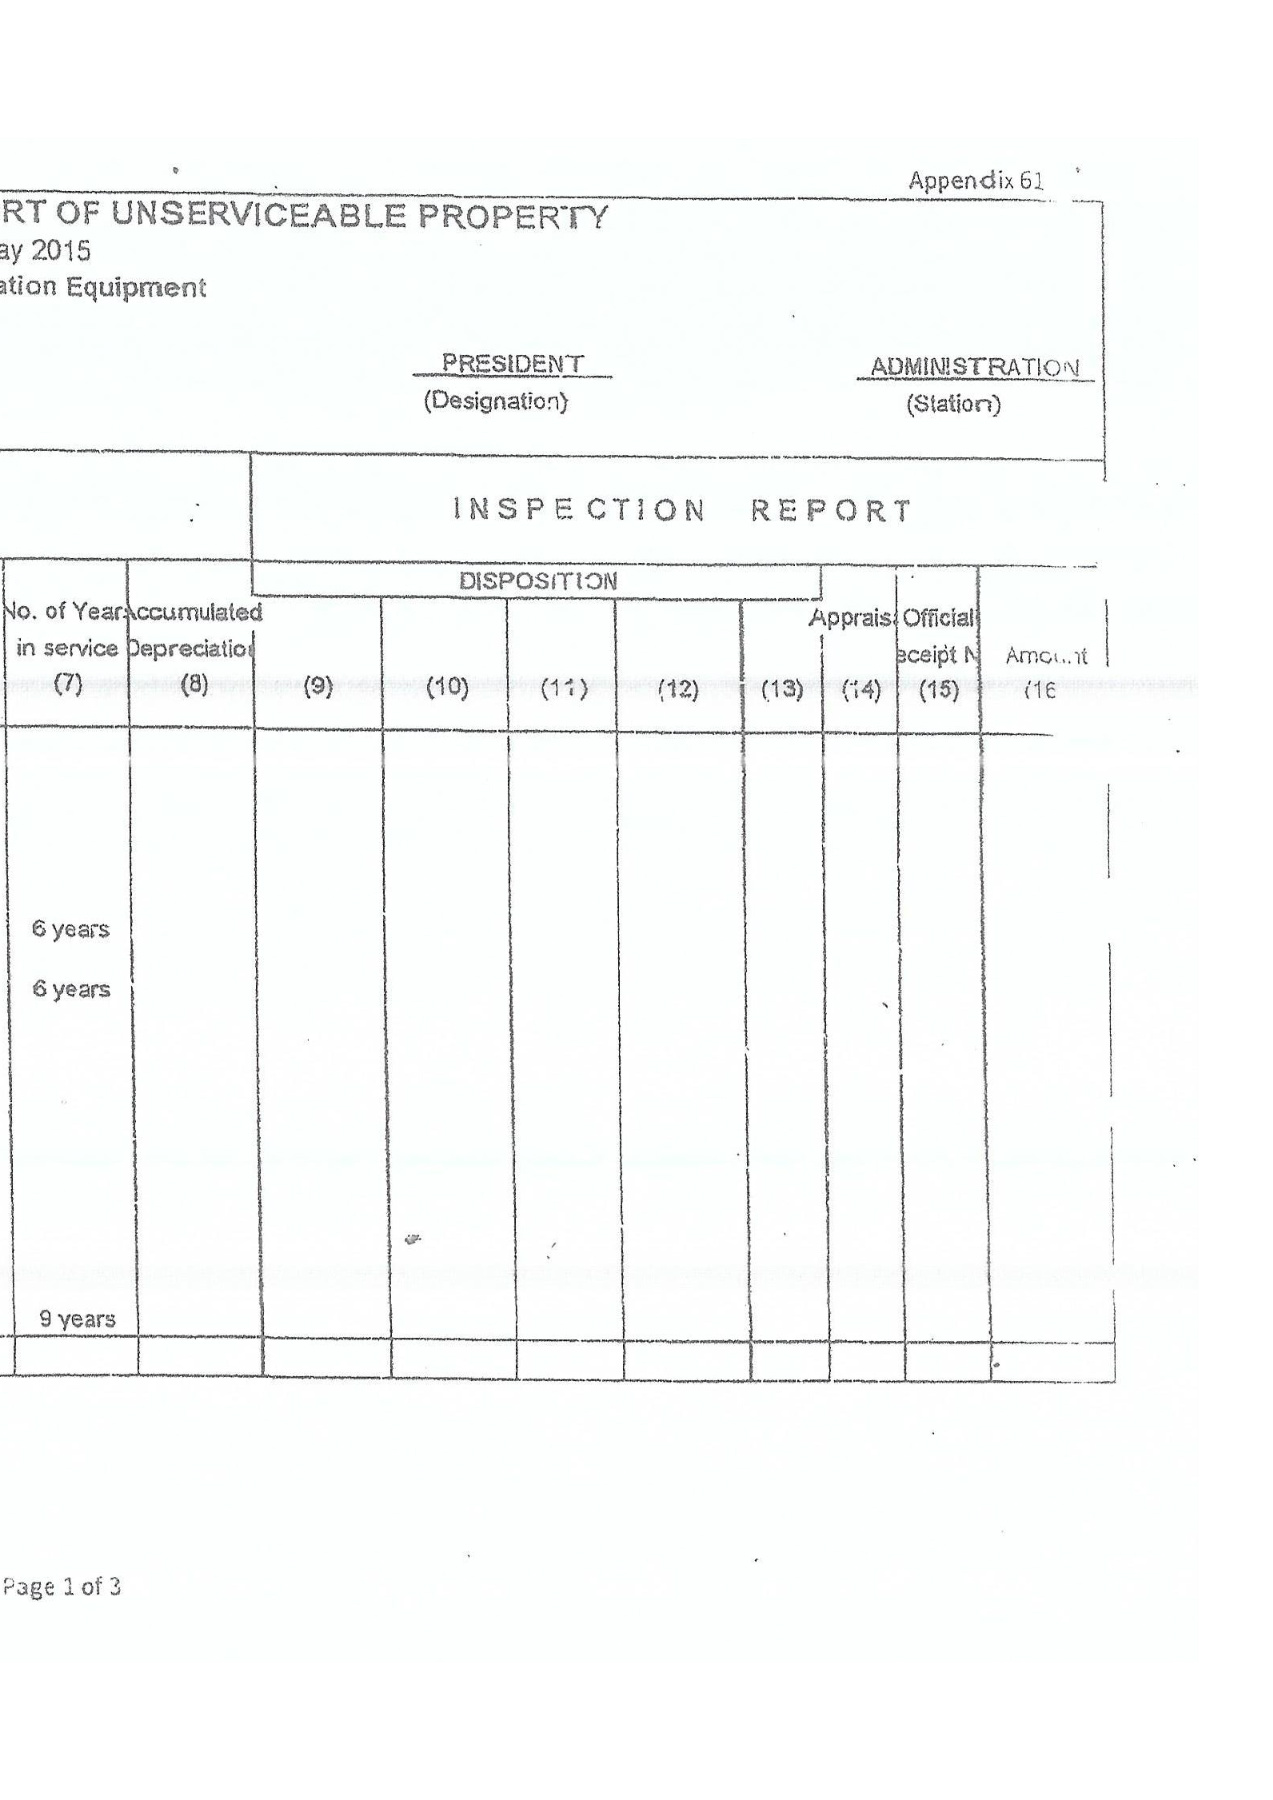 Appendix 61
RT OF UNSERVICEABLE PROPERTY
ay 2015
ation Equipment
PRESIDENT ADMINISTRATION
(Designation) (Station)
INSPECTION REPORT
DISPOSITION
No. of Year Accumulated Apprais Official
in service Depreciatio eceipt N Amount
(7) (8) (9) (10) (11) (12) (13) (14) (15) (16
6 years
6 years
9 years
Page 1 of 3